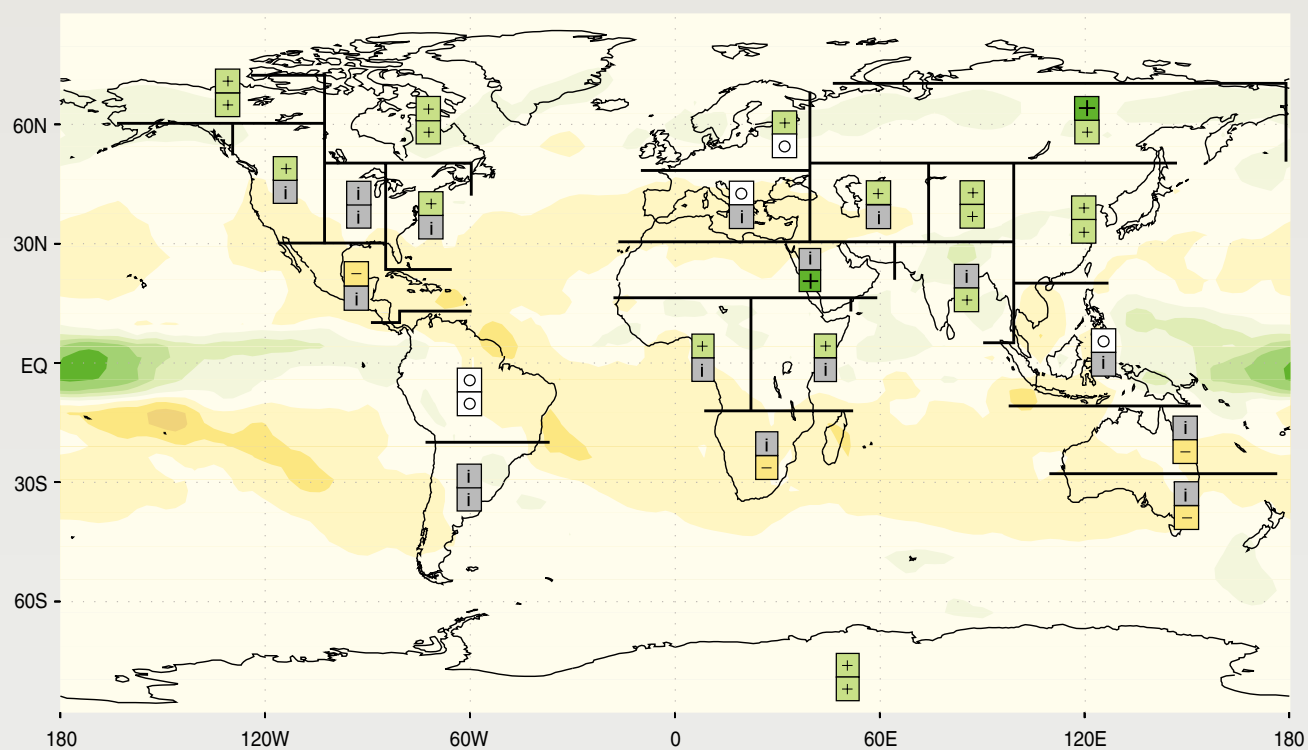 +
+
+
+
+
+
+
○
60N
+
i
i
i
+
i
○
i
+
i
+
+
+
+
30N
−
i
i
+
i
+
+
i
+
i
○
i
EQ
○
○
i
−
i
−
30S
i
i
i
−
60S
+
+
180
120W
60W
0
60E
120E
180